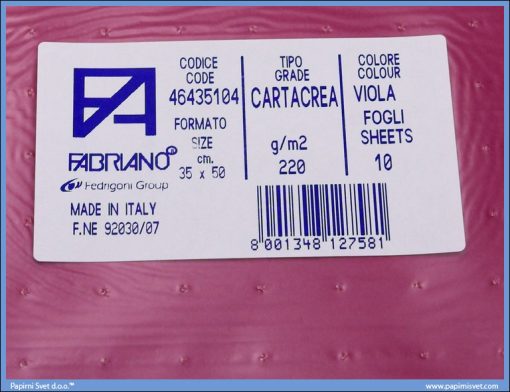 FA
FABRIANO®
Fedrigoni Group
MADE IN ITALY
F.NE 92030/07
CODICE
CODE
46435104
FORMATO
SIZE
cm.
35 x 50
TIPO
GRADE
CARTACREA
g/m2
220
COLORE
COLOUR
VIOLA
FOGLI
SHEETS
10
8 001348 127581
Papirni Svet d.o.o.™
www.papirnisvet.com